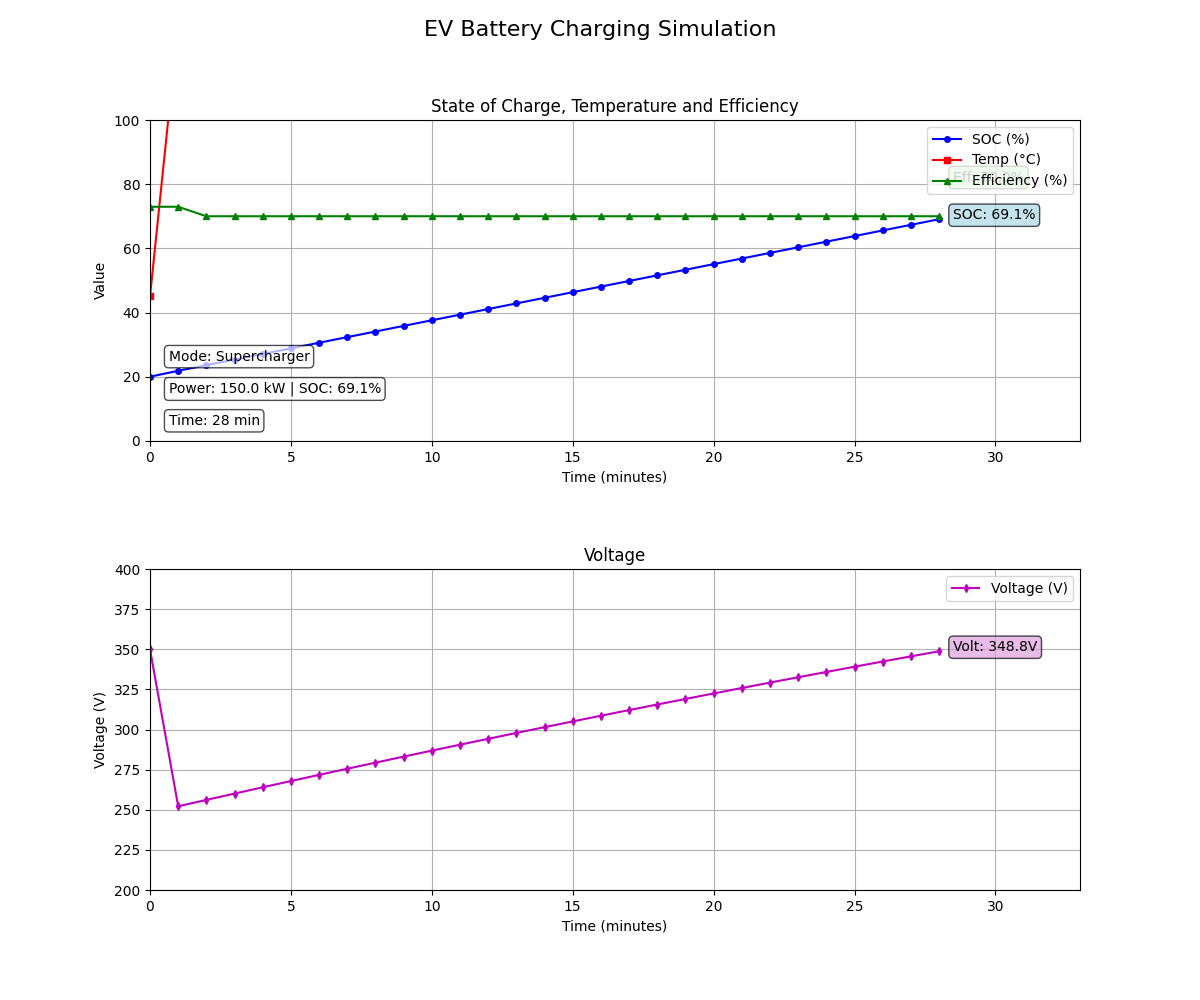 EV Battery Charging Simulation
State of Charge, Temperature and Efficiency
100
80
60
40
20
0
Value
SOC (%)
Temp (°C)
Efficiency (%)
SOC: 69.1%
Mode: Supercharger
Power: 150.0 kW | SOC: 69.1%
Time: 28 min
0 5 10 15 20 25 30
Time (minutes)
Voltage
400
375
350
325
300
275
250
225
200
Voltage (V)
Voltage (V)
Volt: 348.8V
0 5 10 15 20 25 30
Time (minutes)